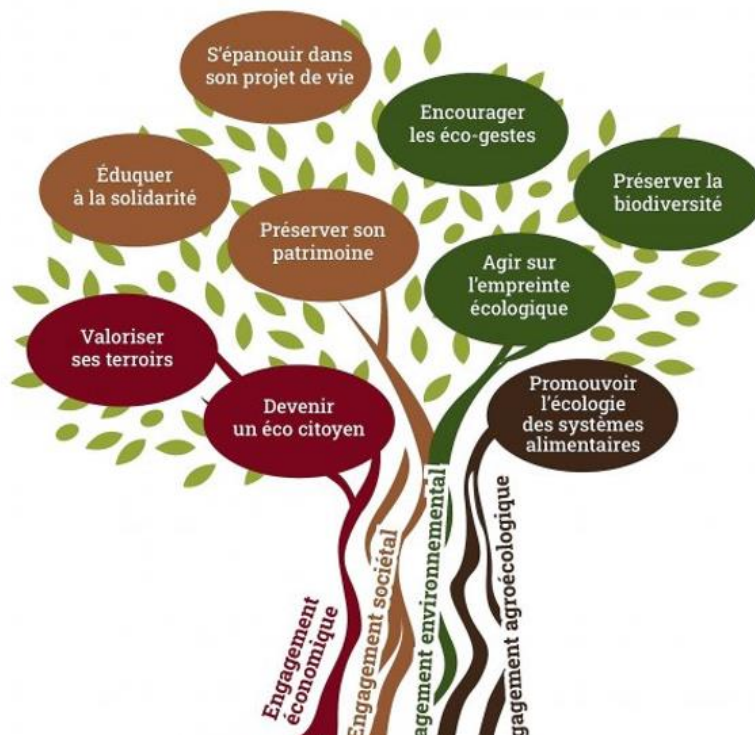 S'épanouir dans
son projet de vie
Encourager
les éco-gestes
Éduquer
à la solidarité
Préserver la
biodiversité
Préserver son
patrimoine
Agir sur
l'empreinte
écologique
Valoriser
ses terroirs
Devenir
un éco citoyen
Promouvoir
l'écologie
des systèmes
alimentaires
Engagement
économique
Engagement sociétal
agement environnemental
gagement agroécologique